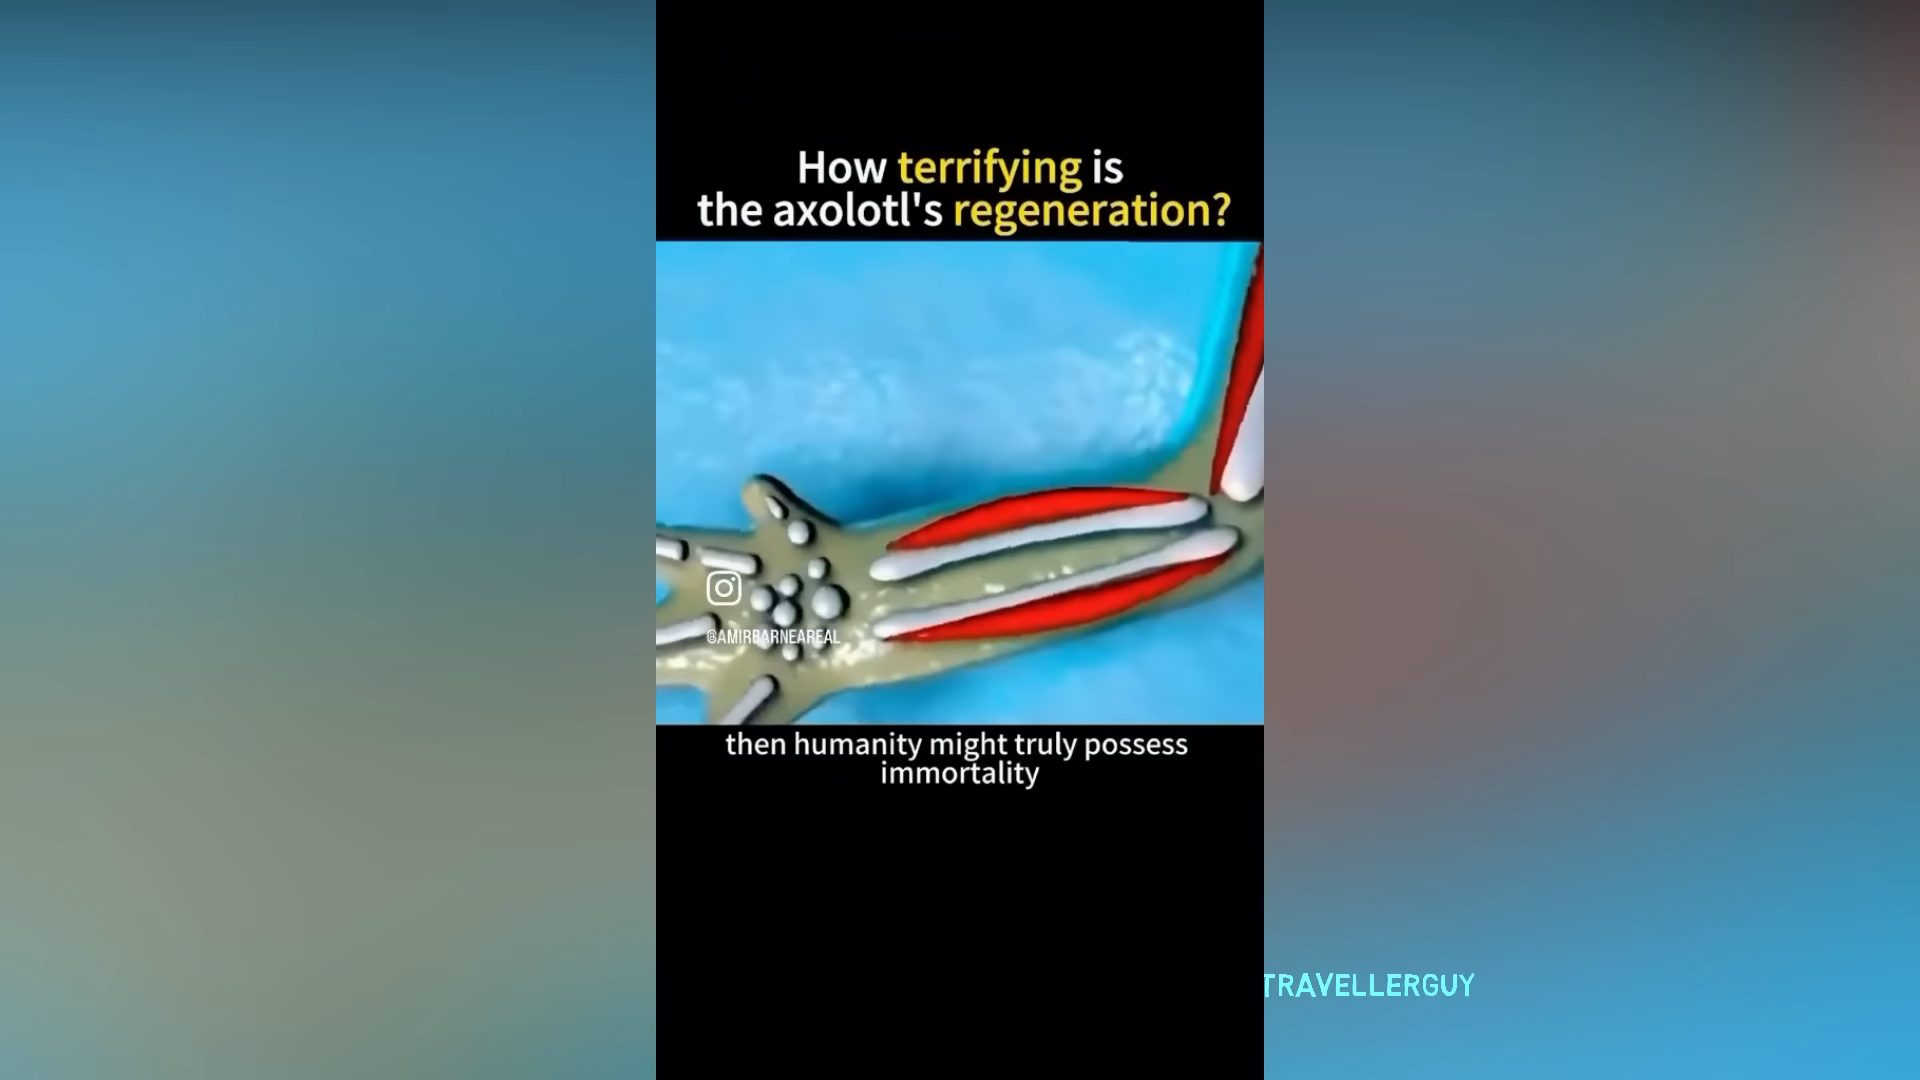 How terrifying is
the axolotl's regeneration?
@AMIRBARNEAREAL
then humanity might truly possess
immortality
TRAVELLERGUY